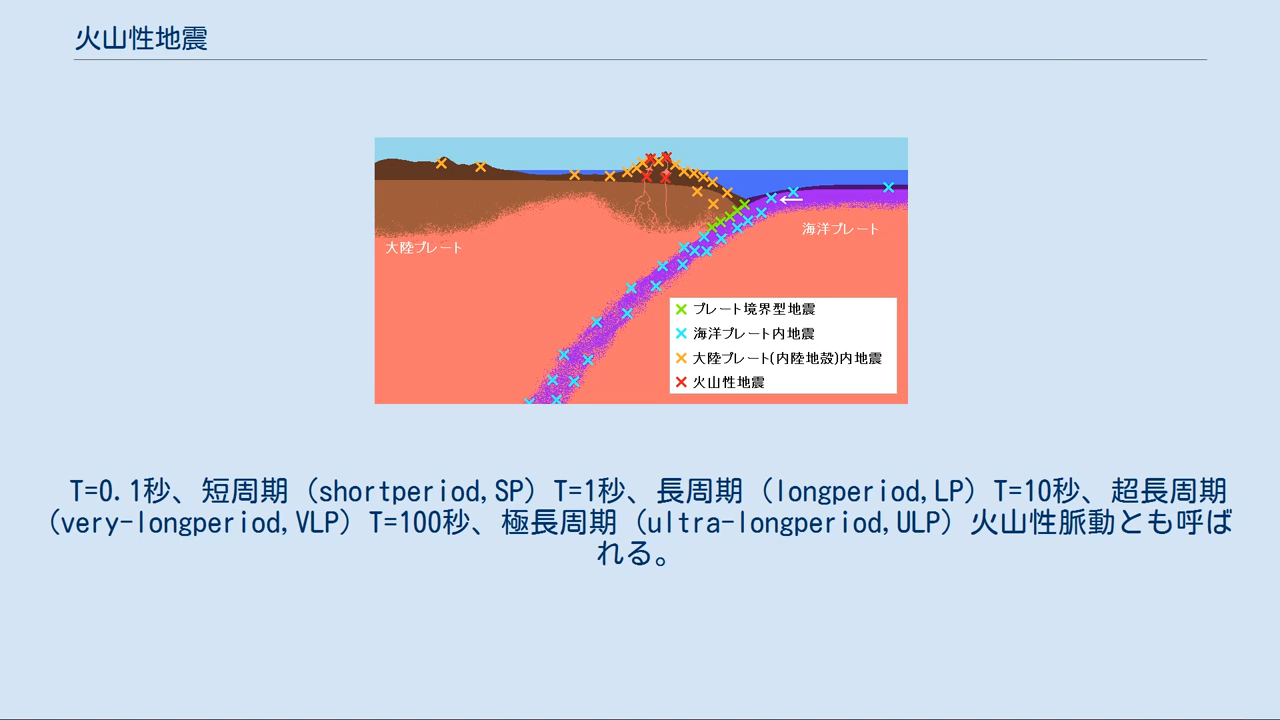 火山性地震
大陸プレート
海洋プレート
プレート境界型地震
海洋プレート内地震
大陸プレート(内陸地殻)内地震
火山性地震
T=0.1秒、短周期（shortperiod,SP）T=1秒、長周期（longperiod,LP）T=10秒、超長周期
（very-longperiod,VLP）T=100秒、極長周期（ultra-longperiod,ULP）火山性脈動とも呼ば
れる。